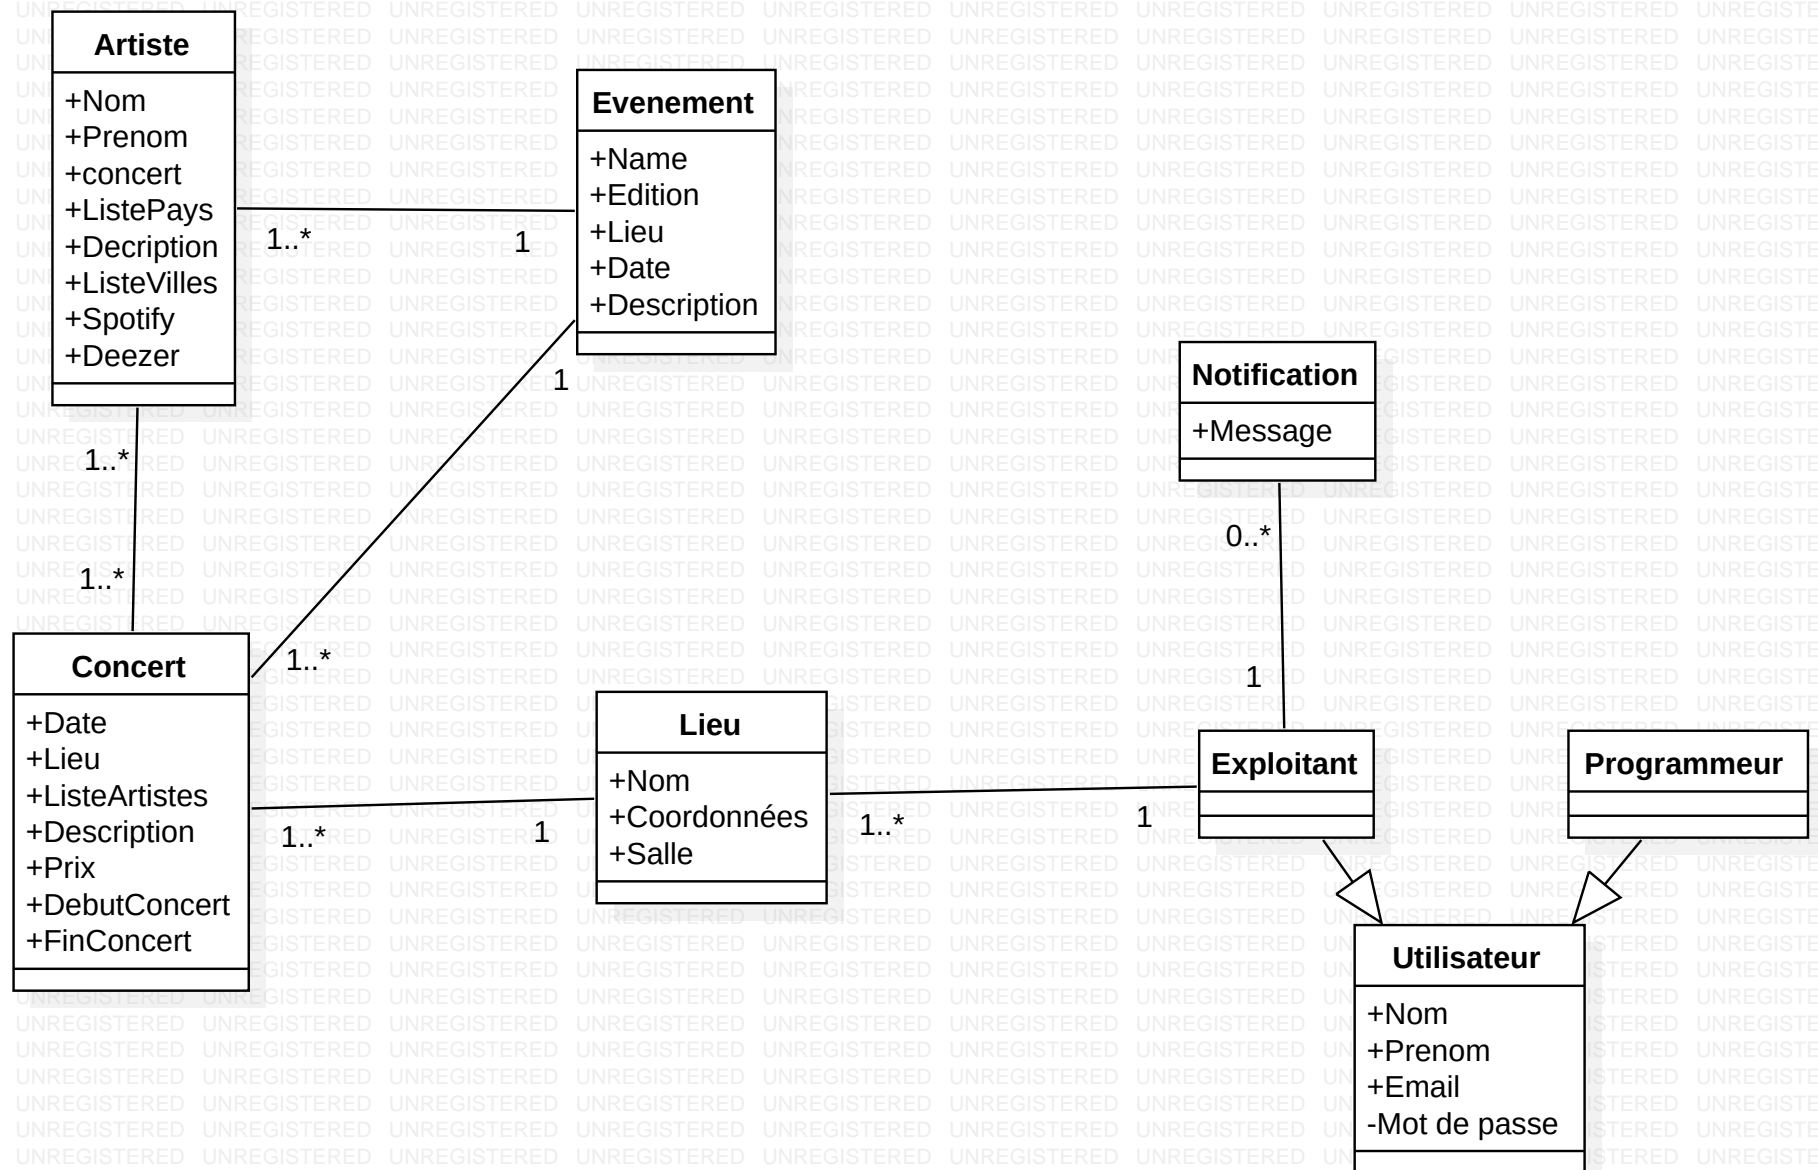 Artiste
+Nom
+Prenom
+concert
+ListePays
+Decription
+ListeVilles
+Spotify
+Deezer
Evenement
+Name
+Edition
+Lieu
+Date
+Description
1..*
1
1
1..*
1..*
1..*
Notification
+Message
0..*
1
Concert
+Date
+Lieu
+ListeArtistes
+Description
+Prix
+DebutConcert
+FinConcert
1..*
1
Lieu
+Nom
+Coordonnées
+Salle
1..*
1
Exploitant
Programmeur
Utilisateur
+Nom
+Prenom
+Email
-Mot de passe
UNREGISTERED